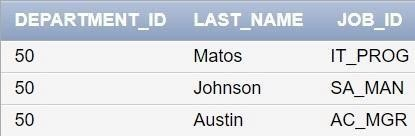 DEPARTMENT_ID LAST_NAME JOB_ID
50 Matos IT_PROG
50 Johnson SA_MAN
50 Austin AC_MGR